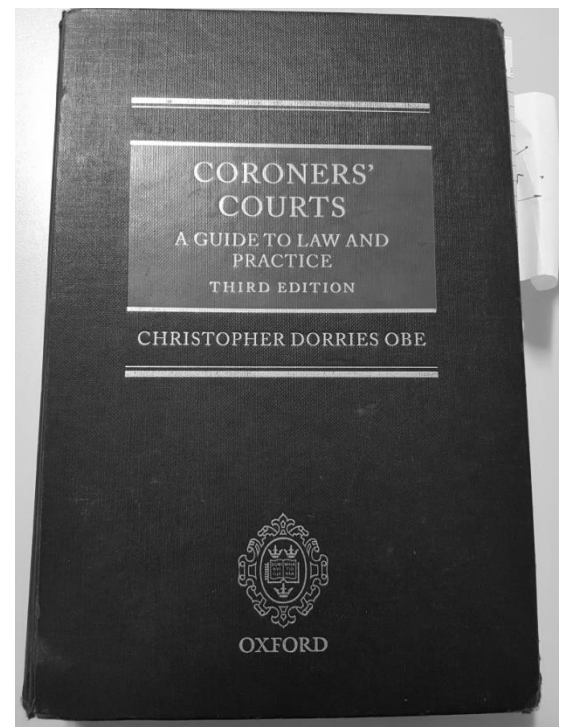 CORONERS'
COURTS
A GUIDE TO LAW AND
PRACTICE
THIRD EDITION
CHRISTOPHER DORRIES OBE
OXFORD